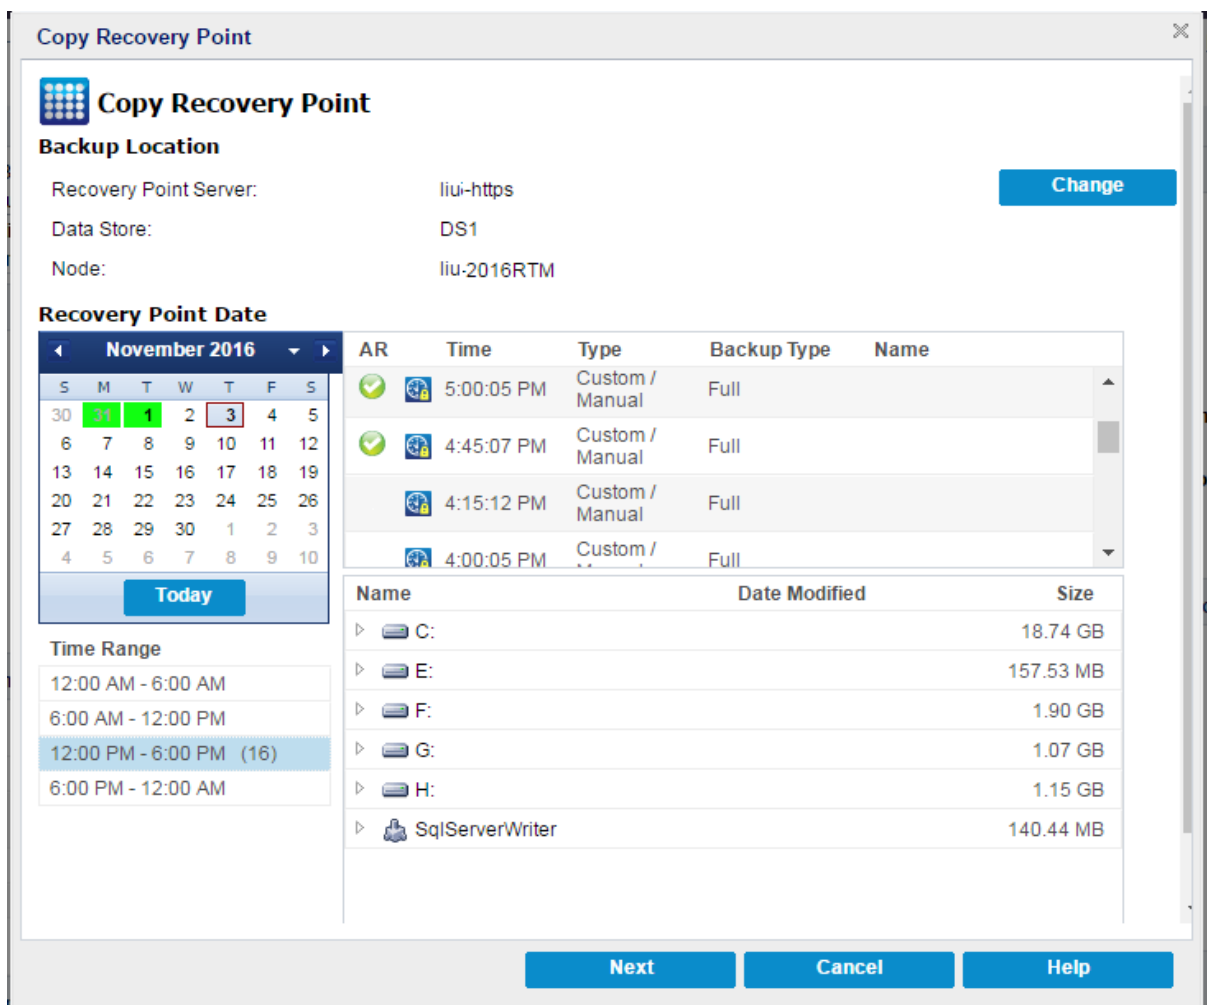 Copy Recovery Point
Copy Recovery Point
Backup Location
Recovery Point Server: liui-https
Change
Data Store: DS1
Node: liu-2016RTM
Recovery Point Date
November 2016
S M T W T F S
30 31 1 2 3 4 5
6 7 8 9 10 11 12
13 14 15 16 17 18 19
20 21 22 23 24 25 26
27 28 29 30 1 2 3
4 5 6 7 8 9 10
Today
Time Range
12:00 AM - 6:00 AM
6:00 AM - 12:00 PM
12:00 PM - 6:00 PM (16)
6:00 PM - 12:00 AM
AR Time Type Backup Type Name
5:00:05 PM Custom / Manual Full
4:45:07 PM Custom / Manual Full
4:15:12 PM Custom / Manual Full
4:00:05 PM Custom / Full
Name Date Modified Size
C: 18.74 GB
E: 157.53 MB
F: 1.90 GB
G: 1.07 GB
H: 1.15 GB
SqlServerWriter 140.44 MB
Next Cancel Help